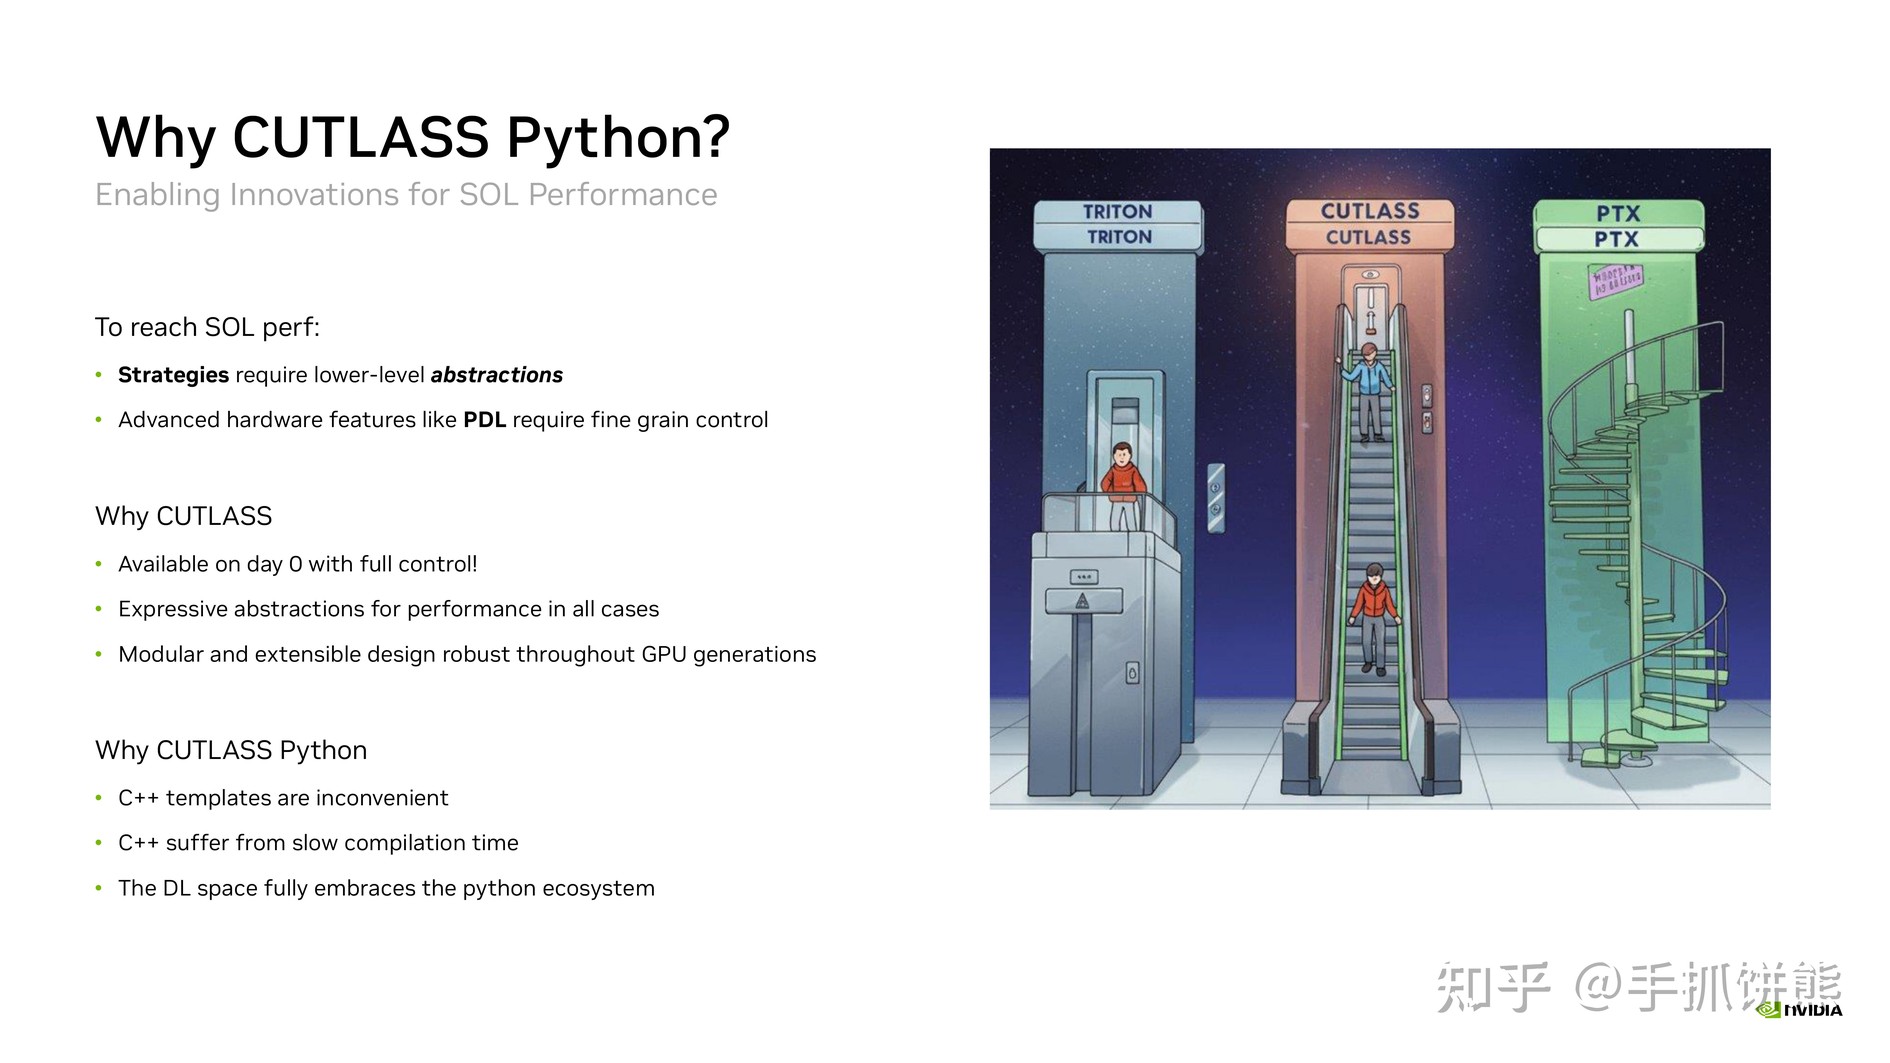 Why CUTLASS Python?
Enabling Innovations for SOL Performance
To reach SOL perf:
• Strategies require lower-level abstractions
• Advanced hardware features like PDL require fine grain control
Why CUTLASS
• Available on day 0 with full control!
• Expressive abstractions for performance in all cases
• Modular and extensible design robust throughout GPU generations
Why CUTLASS Python
• C++ templates are inconvenient
• C++ suffer from slow compilation time
• The DL space fully embraces the python ecosystem
TRITON
TRITON
CUTLASS
CUTLASS
PTX
PTX
知乎 @手抓饼熊
NVIDIA